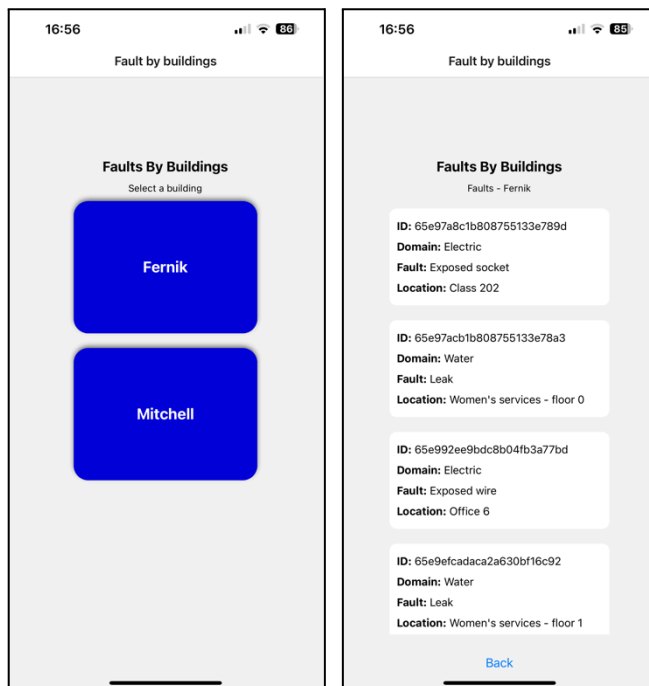 16:56
86
Fault by buildings
Faults By Buildings
Select a building
Fernik
Mitchell
16:56
85
Fault by buildings
Faults By Buildings
Faults - Fernik
ID: 65e97a8c1b808755133e789d
Domain: Electric
Fault: Exposed socket
Location: Class 202
ID: 65e97acb1b808755133e78a3
Domain: Water
Fault: Leak
Location: Women's services - floor 0
ID: 65e992ee9bdc8b04fb3a77bd
Domain: Electric
Fault: Exposed wire
Location: Office 6
ID: 65e9efcadaca2a630bf16c92
Domain: Water
Fault: Leak
Location: Women's services - floor 1
Back